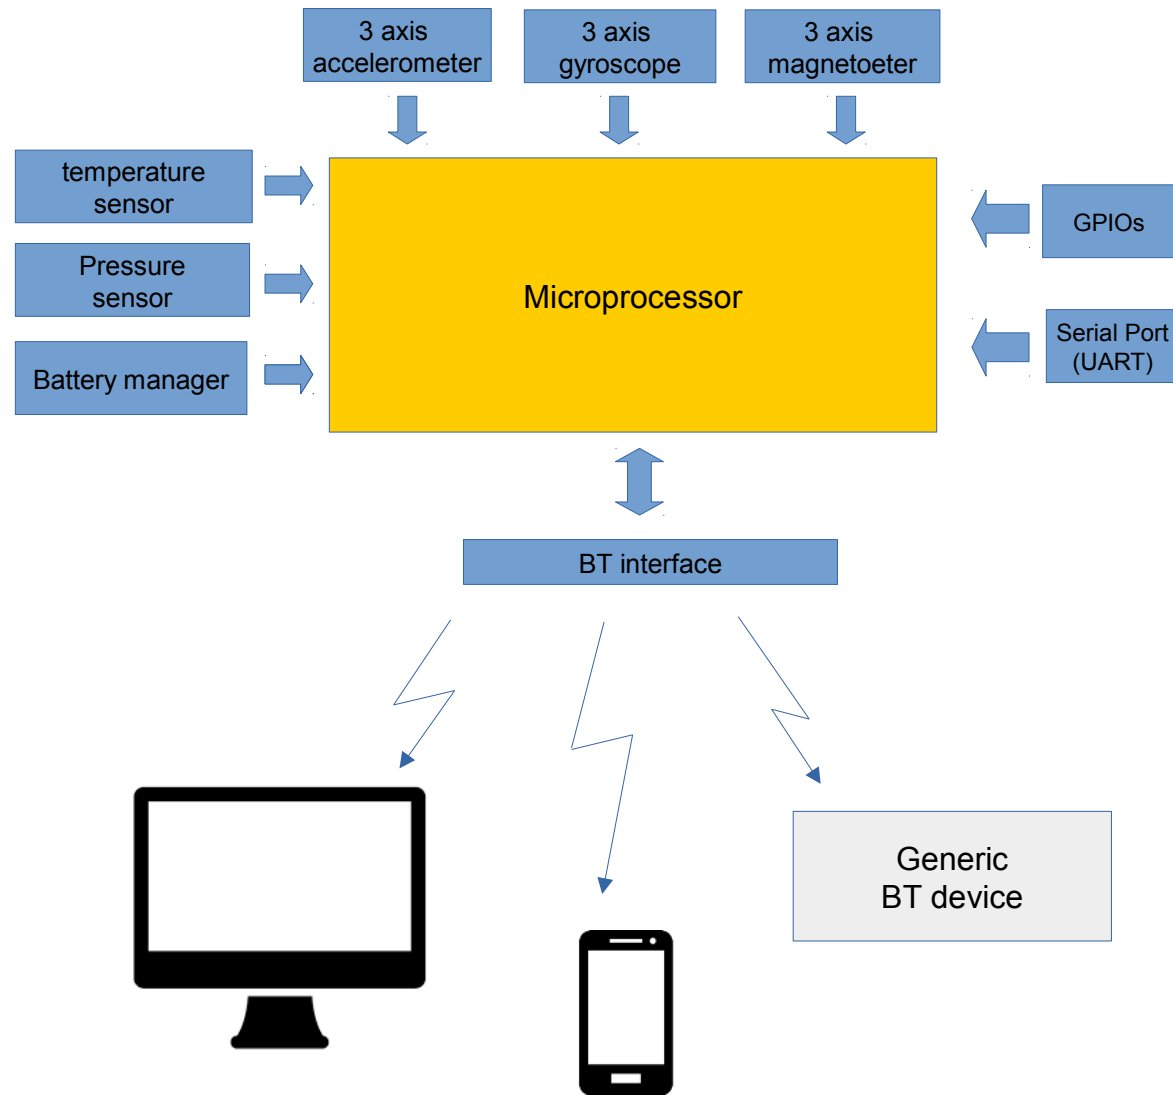 3 axis
accelerometer
3 axis
gyroscope
3 axis
magnetoeter
temperature
sensor
Pressure
sensor
Battery manager
Microprocessor
GPIOs
Serial Port
(UART)
BT interface
Generic
BT device